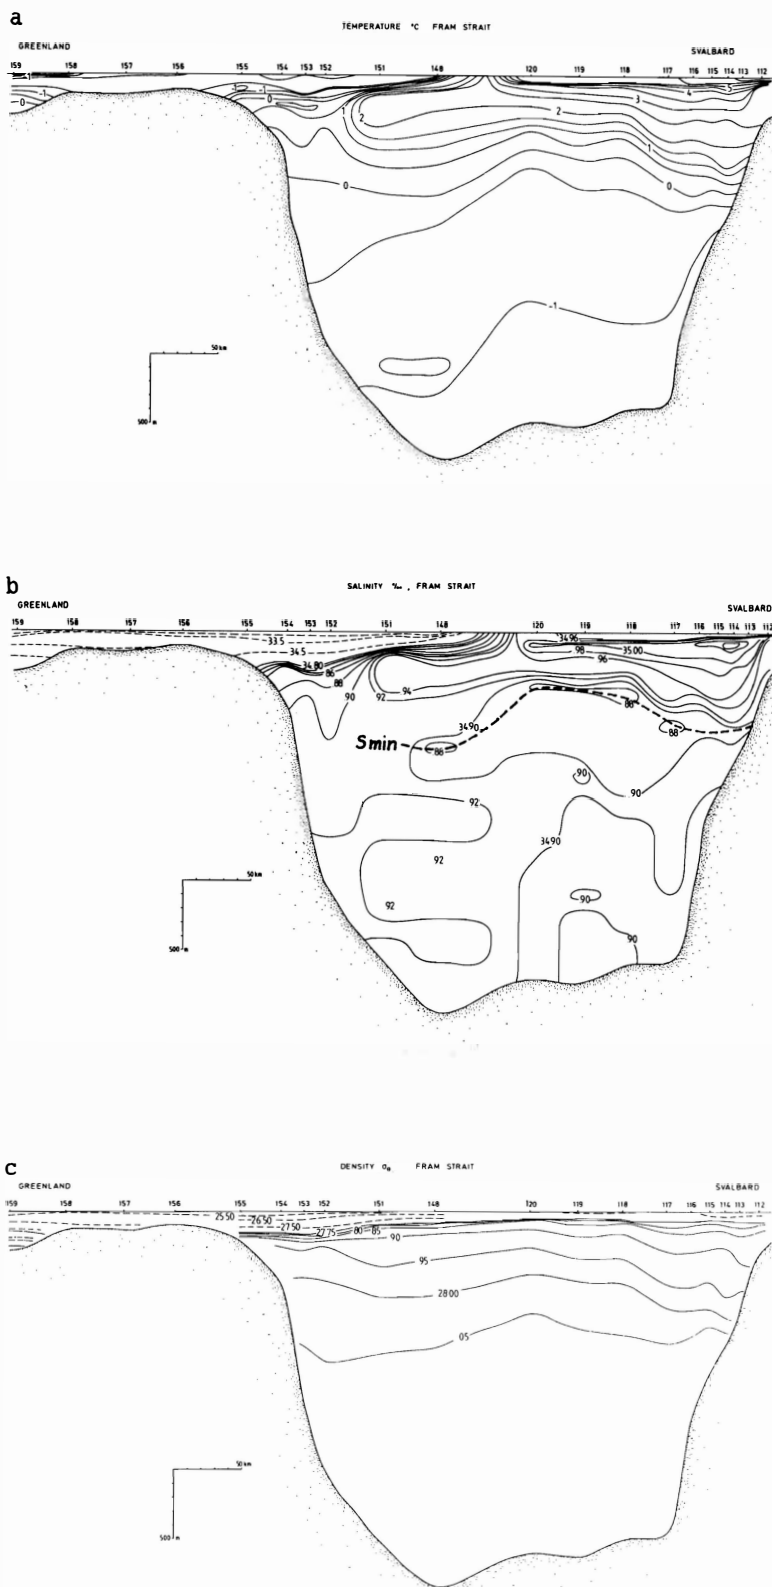 a
TEMPERATURE °C FRAM STRAIT
GREENLAND SVALBARD
159 158 157 156 155 154 153 152 151 148 120 119 118 117 116 115 114 113 112
-1
-1 -1 4 5
-1 0 3
0 1 2 2
1
0 0
-1
50 km
500 m
b
SALINITY ‰, FRAM STRAIT
GREENLAND SVALBARD
159 158 157 156 155 154 153 152 151 148 120 119 118 117 116 115 114 113 112
33.5 3496
34.5 98 3500
34 80 96
86
88 90 92 94
88
3490 88
Smin 88
90 90
92
3490
92
50 km
92 90
90
500 m
c
DENSITY σθ FRAM STRAIT
GREENLAND SVALBARD
159 158 157 156 155 154 153 152 151 148 120 119 118 117 116 115 114 113 112
25 50 26 50
27 50 27 75 80 85
90
95
28 00
05
50 km
500 m